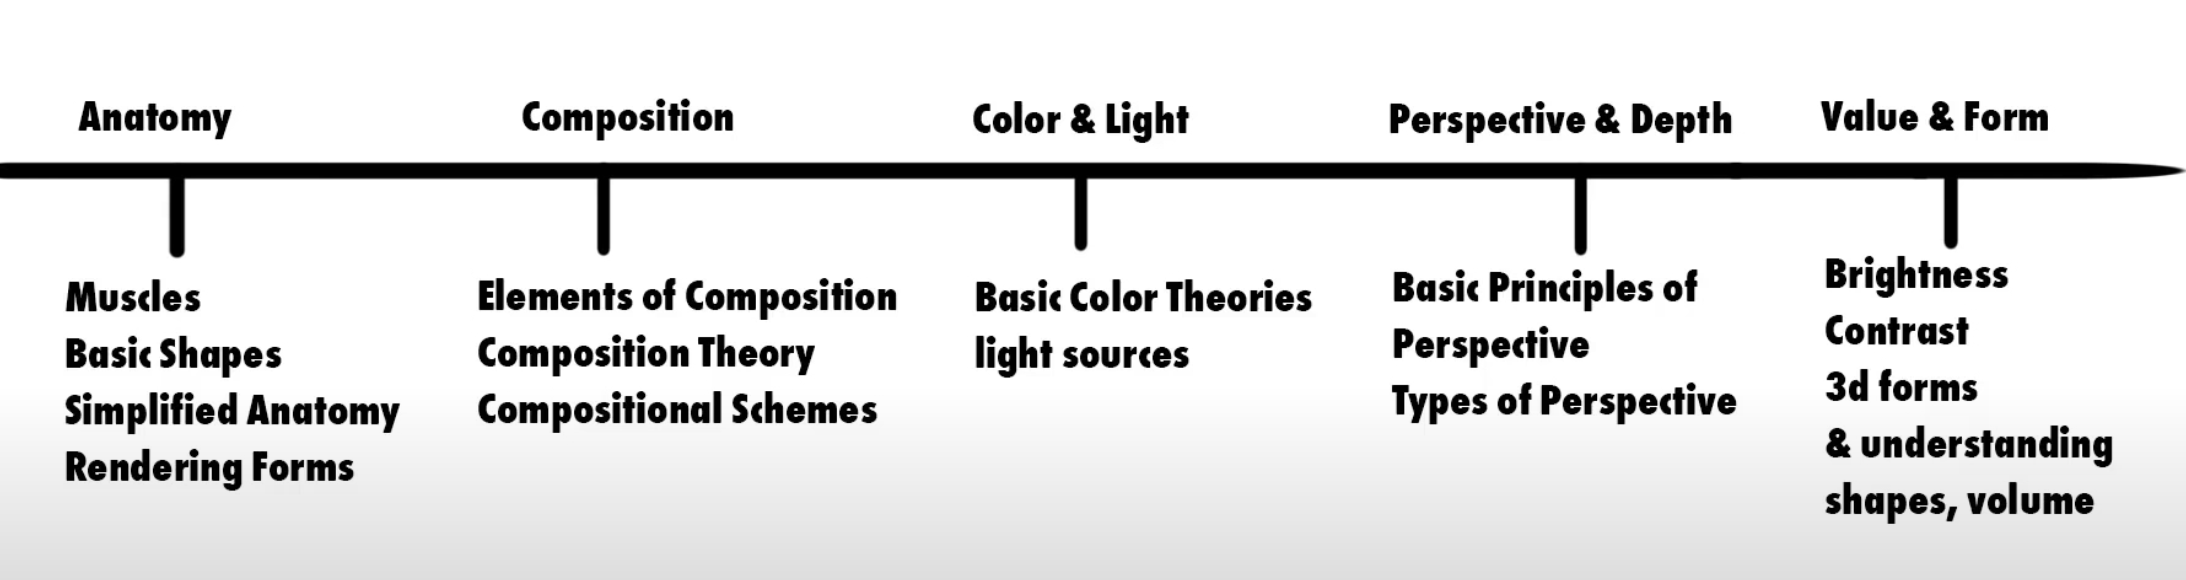 Anatomy
Composition
Color & Light
Perspective & Depth
Value & Form
Muscles
Basic Shapes
Simplified Anatomy
Rendering Forms
Elements of Composition
Composition Theory
Compositional Schemes
Basic Color Theories
light sources
Basic Principles of
Perspective
Types of Perspective
Brightness
Contrast
3d forms
& understanding
shapes, volume